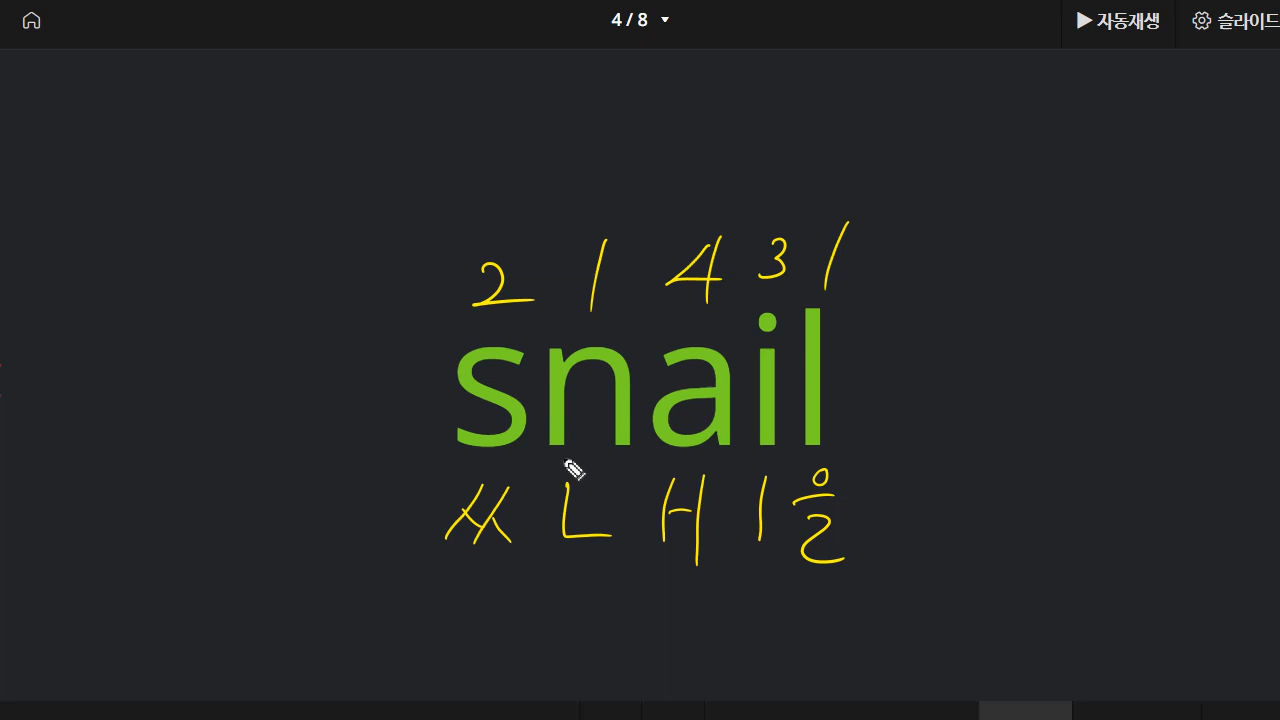 4 / 8
자동재생
슬라이드
2 1 4 3 1
snail
ㅆ ㄴ ㅐ ㅣ 을